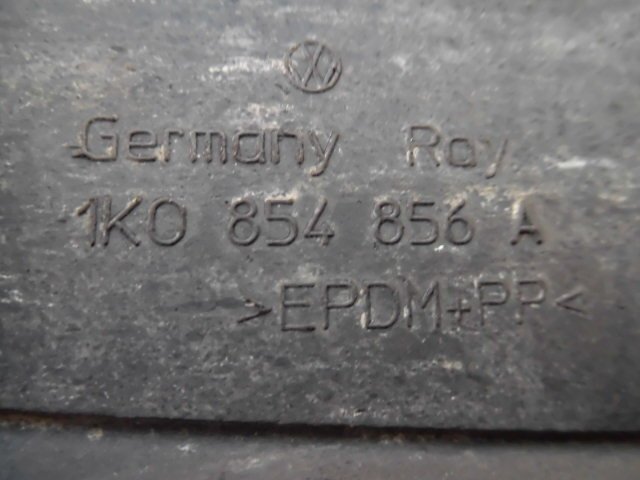 Germany Ray.
1K0 854 856 A
>EPDM+PP<